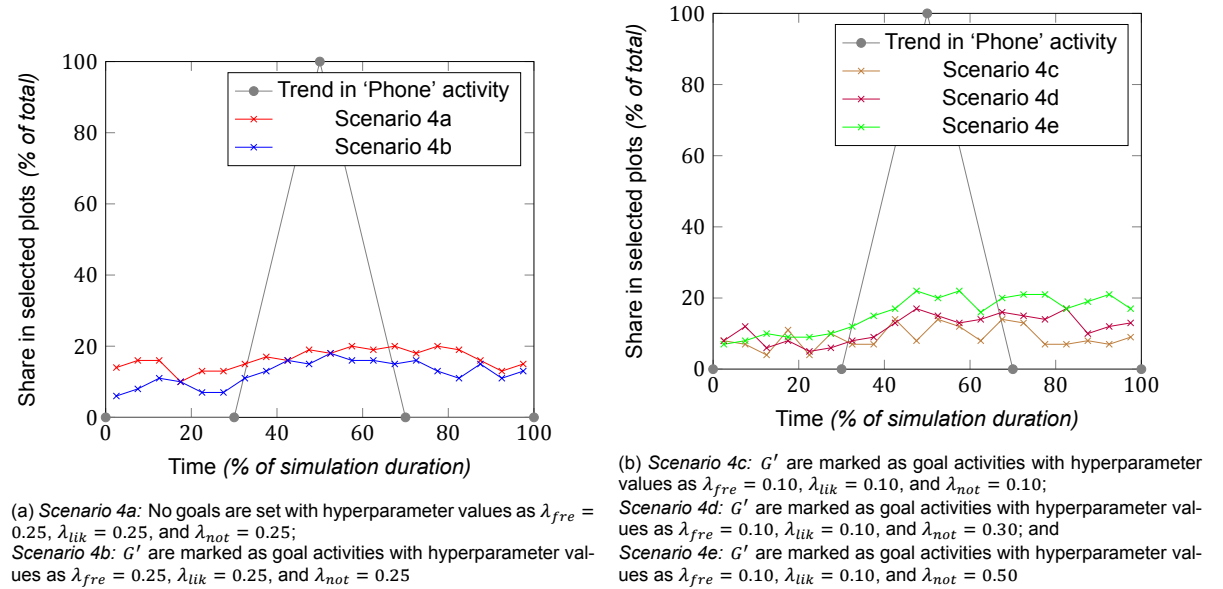 100
80
60
40
20
0
Share in selected plots (% of total)
Trend in ‘Phone’ activity
Scenario 4a
Scenario 4b
0 20 40 60 80 100
Time (% of simulation duration)
(a) Scenario 4a: No goals are set with hyperparameter values as λ_fre =
0.25, λ_lik = 0.25, and λ_not = 0.25;
Scenario 4b: G′ are marked as goal activities with hyperparameter val-
ues as λ_fre = 0.25, λ_lik = 0.25, and λ_not = 0.25
100
80
60
40
20
0
Share in selected plots (% of total)
Trend in ‘Phone’ activity
Scenario 4c
Scenario 4d
Scenario 4e
0 20 40 60 80 100
Time (% of simulation duration)
(b) Scenario 4c: G′ are marked as goal activities with hyperparameter
values as λ_fre = 0.10, λ_lik = 0.10, and λ_not = 0.10;
Scenario 4d: G′ are marked as goal activities with hyperparameter val-
ues as λ_fre = 0.10, λ_lik = 0.10, and λ_not = 0.30; and
Scenario 4e: G′ are marked as goal activities with hyperparameter val-
ues as λ_fre = 0.10, λ_lik = 0.10, and λ_not = 0.50